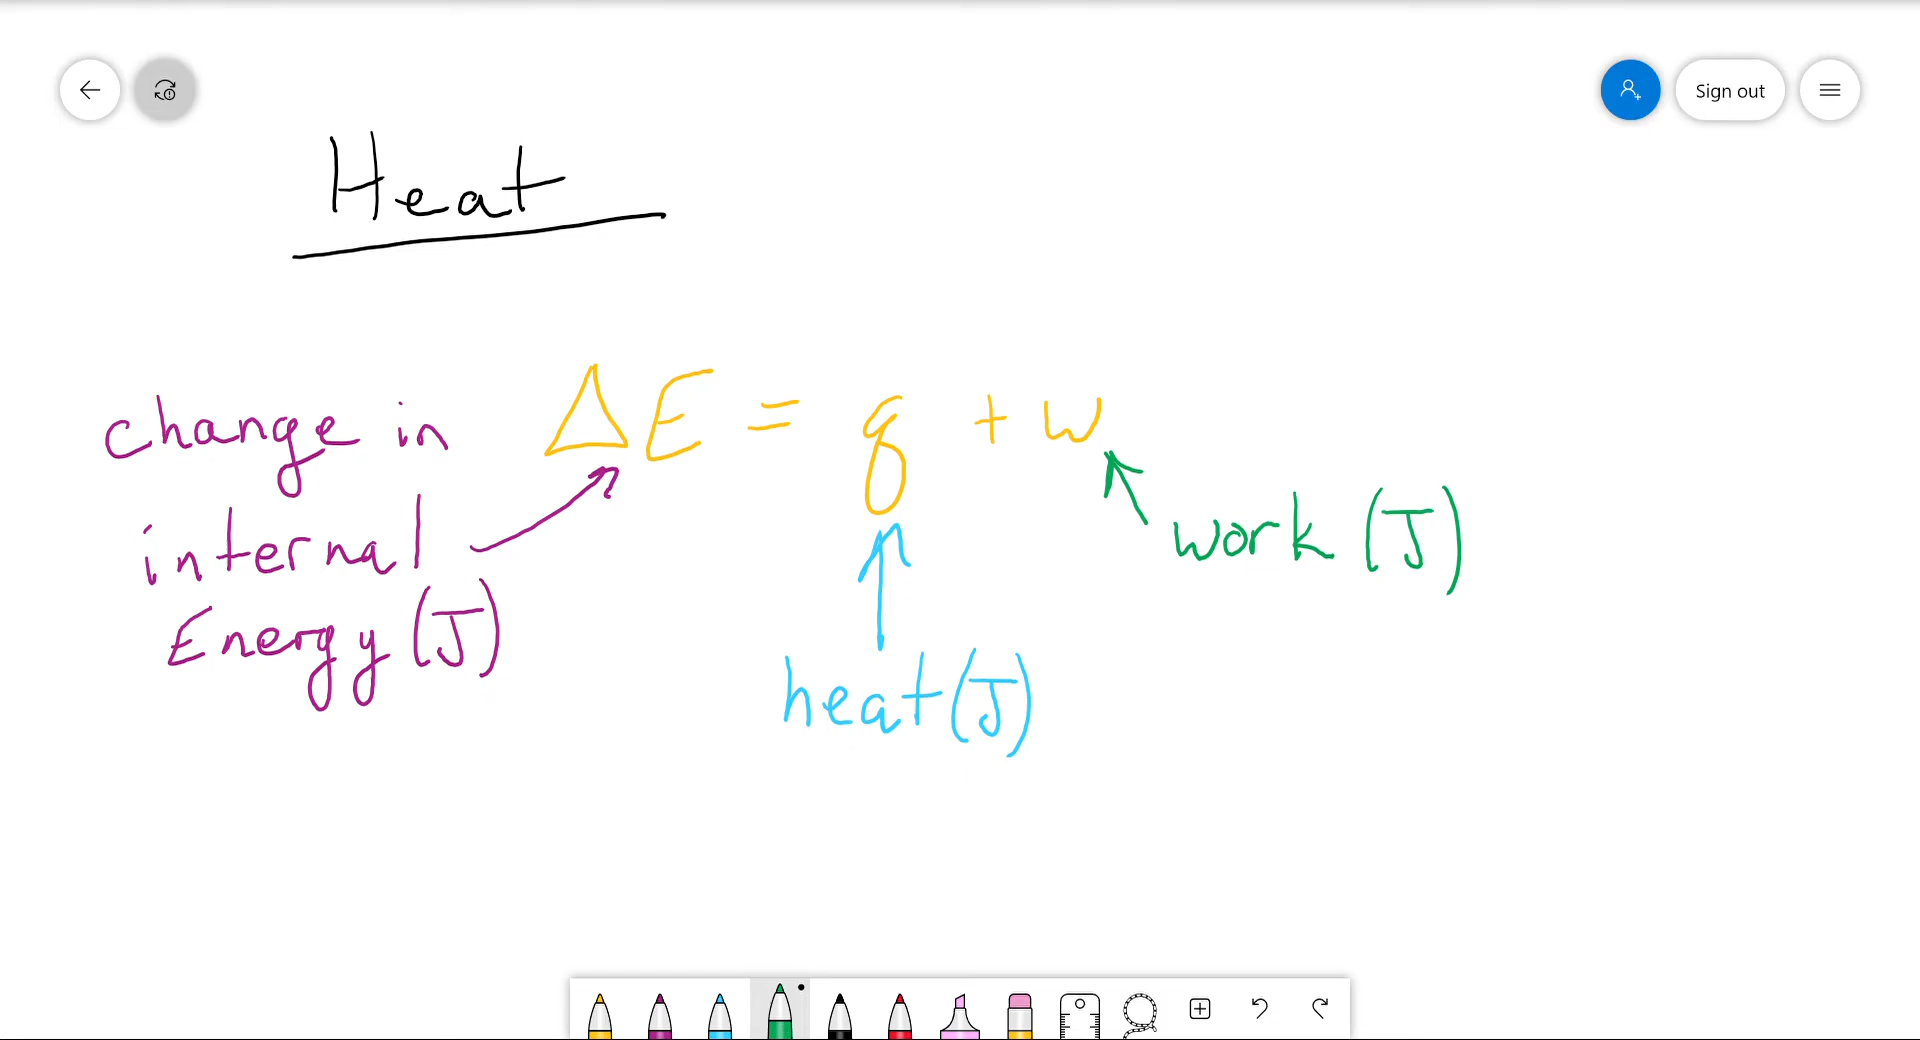 Sign out
Heat
ΔE = q + w
change in
internal
Energy (J)
work (J)
heat (J)